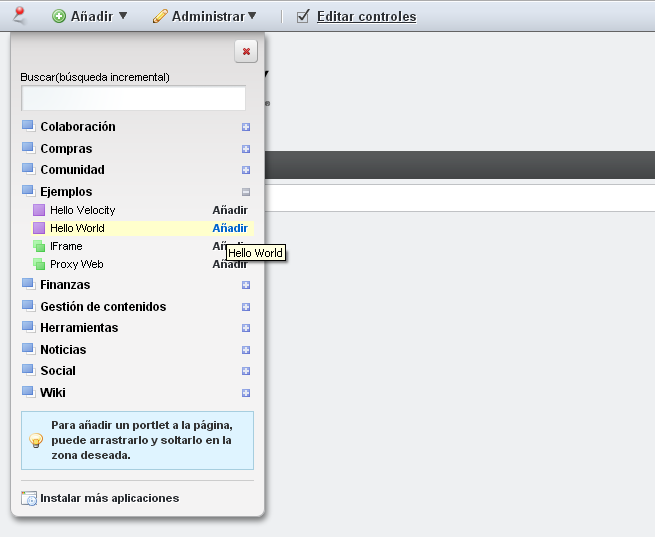 Añadir
Administrar
Editar controles
Buscar(búsqueda incremental)
Colaboración
Compras
Comunidad
Ejemplos
Hello Velocity Añadir
Hello World Añadir
IFrame
Hello World
Proxy Web Añadir
Finanzas
Gestión de contenidos
Herramientas
Noticias
Social
Wiki
Para añadir un portlet a la página,
puede arrastrarlo y soltarlo en la
zona deseada.
Instalar más aplicaciones